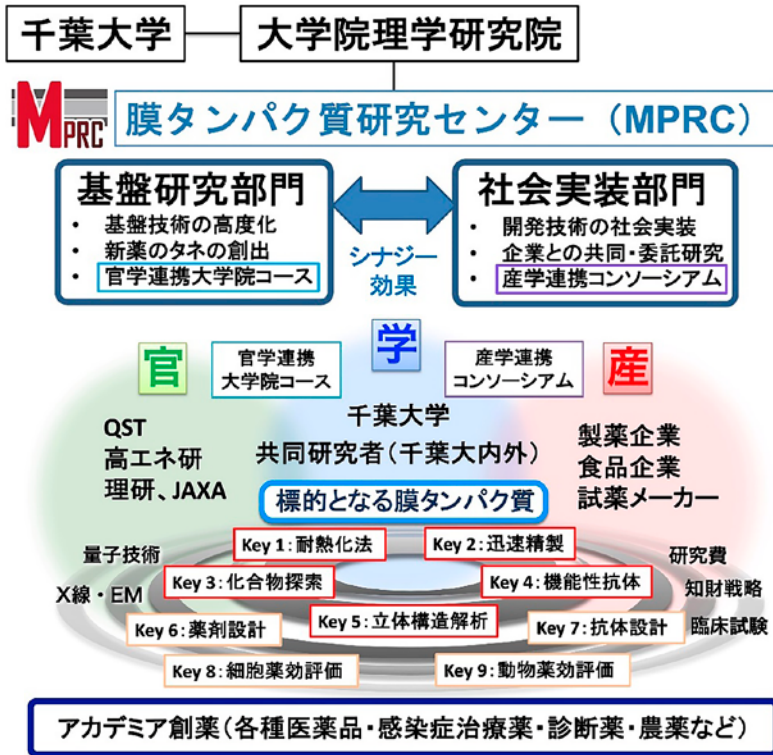 千葉大学
大学院理学研究院
MPRC
膜タンパク質研究センター（MPRC）
基盤研究部門
・ 基盤技術の高度化
・ 新薬のタネの創出
・ 官学連携大学院コース
シナジー
効果
社会実装部門
・ 開発技術の社会実装
・ 企業との共同・委託研究
・ 産学連携コンソーシアム
官
官学連携
大学院コース
学
産学連携
コンソーシアム
産
QST
高エネ研
理研、JAXA
千葉大学
共同研究者（千葉大内外）
製薬企業
食品企業
試薬メーカー
標的となる膜タンパク質
量子技術
X線・EM
Key 1：耐熱化法
Key 2：迅速精製
Key 3：化合物探索
Key 4：機能性抗体
Key 5：立体構造解析
Key 6：薬剤設計
Key 7：抗体設計
Key 8：細胞薬効評価
Key 9：動物薬効評価
研究費
知財戦略
臨床試験
アカデミア創薬（各種医薬品・感染症治療薬・診断薬・農薬など）